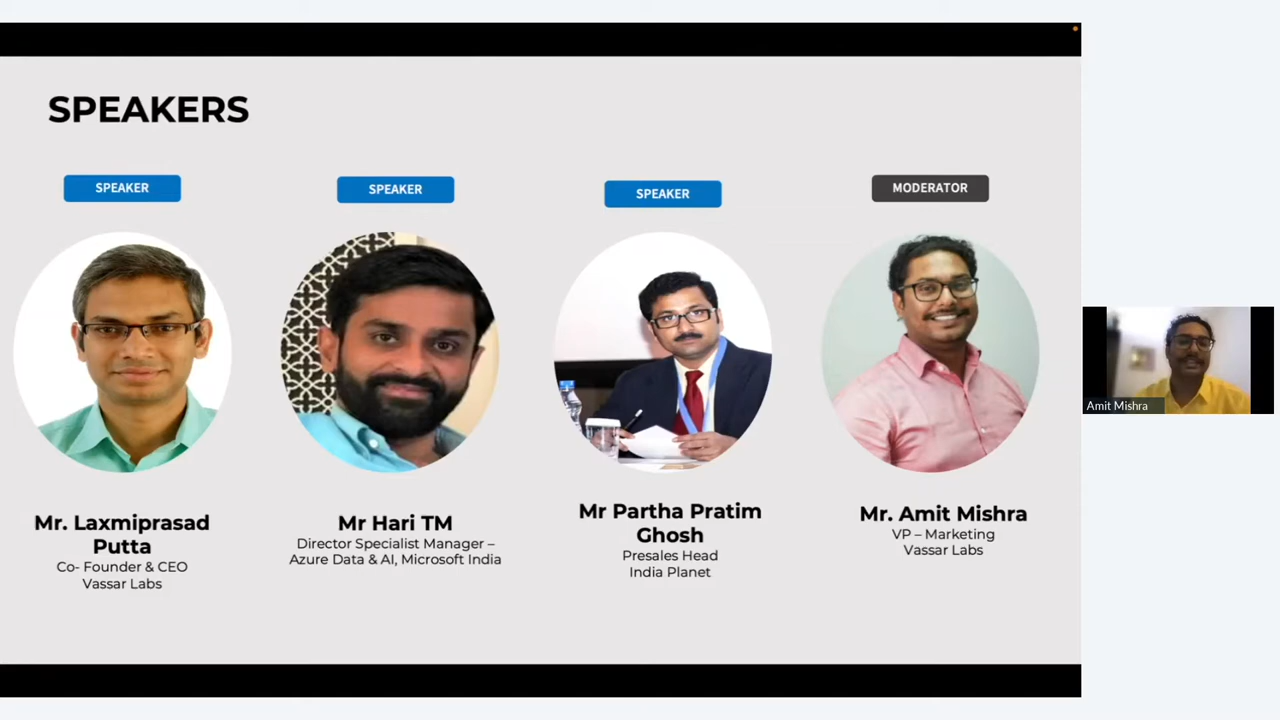 SPEAKERS
SPEAKER
SPEAKER
SPEAKER
MODERATOR
Mr. Laxmiprasad
Putta
Co- Founder & CEO
Vassar Labs
Mr Hari TM
Director Specialist Manager –
Azure Data & AI, Microsoft India
Mr Partha Pratim
Ghosh
Presales Head
India Planet
Mr. Amit Mishra
VP – Marketing
Vassar Labs
Amit Mishra